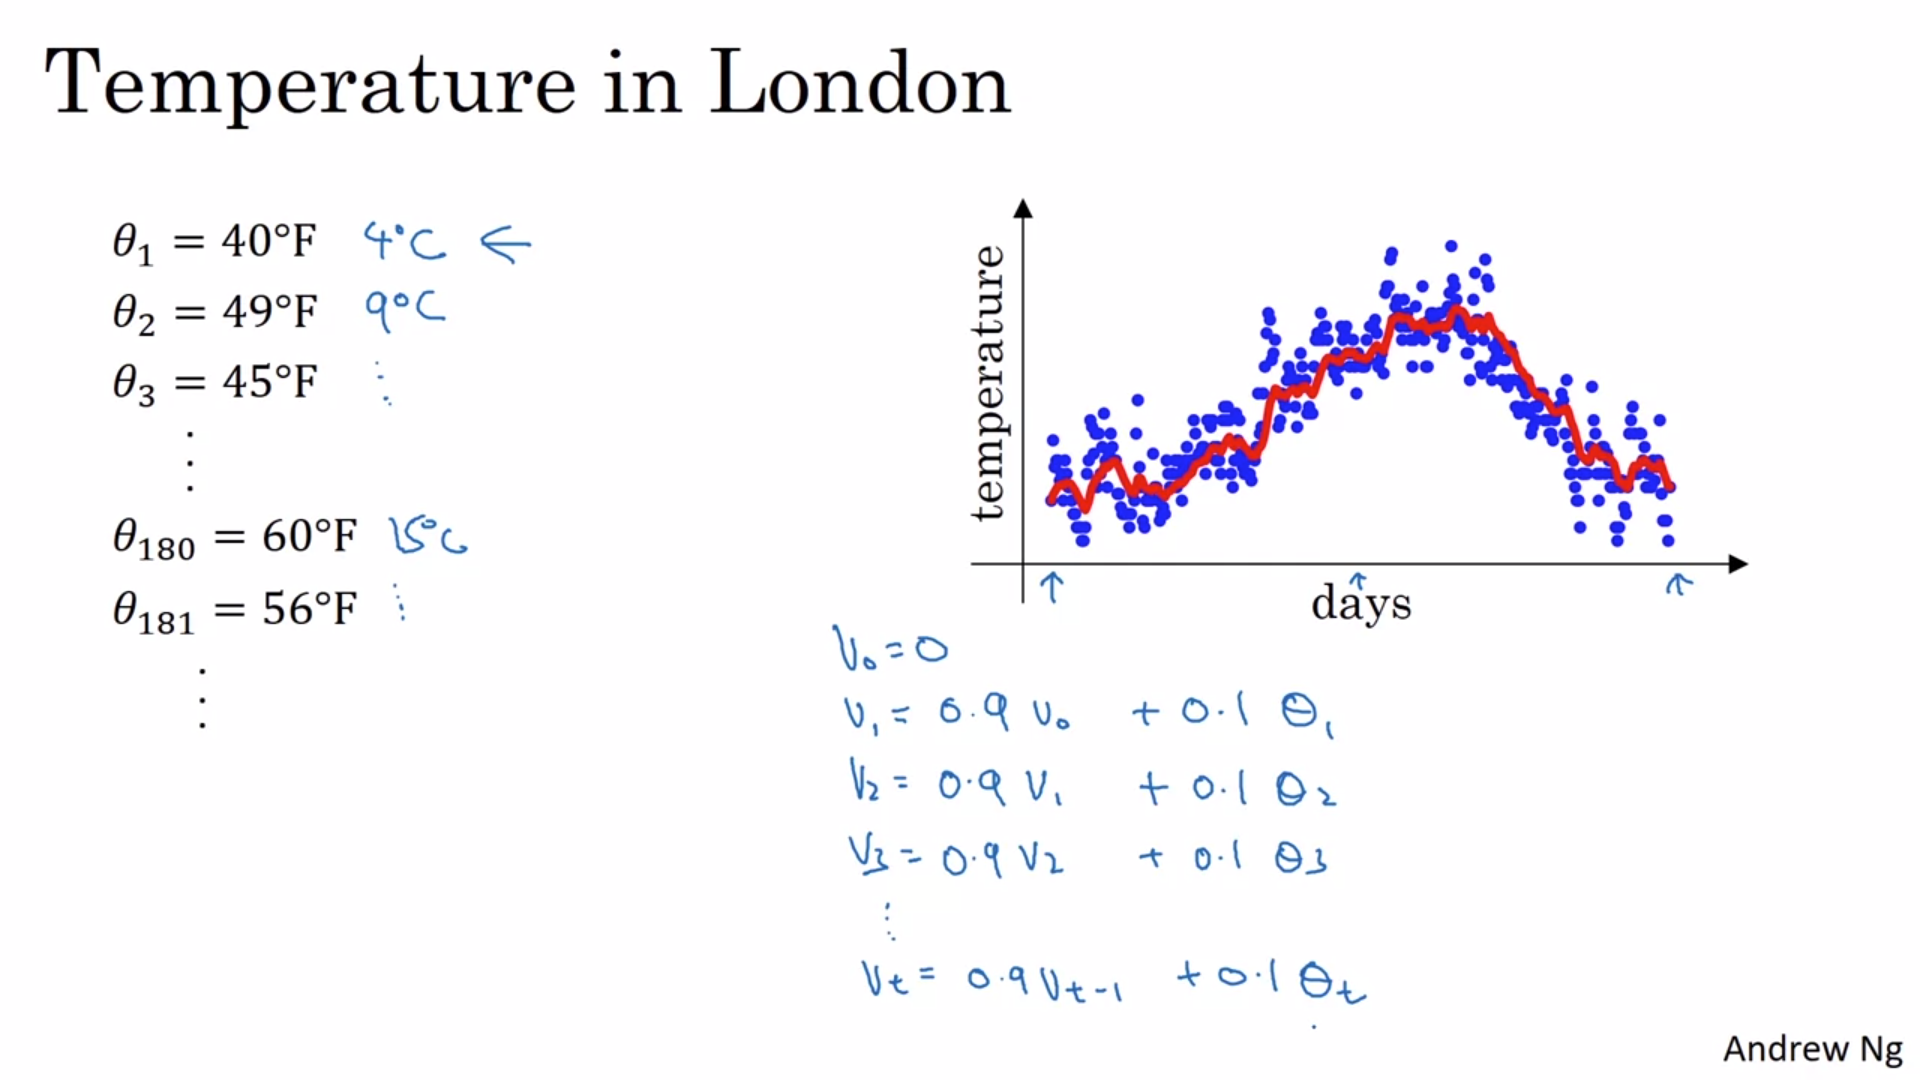 Temperature in London
θ₁ = 40°F 4°C ←
θ₂ = 49°F 9°C
θ₃ = 45°F ⋮
⋮
θ₁₈₀ = 60°F 15°C
θ₁₈₁ = 56°F ⋮
⋮
temperature
days
V₀ = 0
V₁ = 0.9 V₀ + 0.1 θ₁
V₂ = 0.9 V₁ + 0.1 θ₂
V₃ = 0.9 V₂ + 0.1 θ₃
⋮
Vₜ = 0.9 Vₜ₋₁ + 0.1 θₜ
Andrew Ng